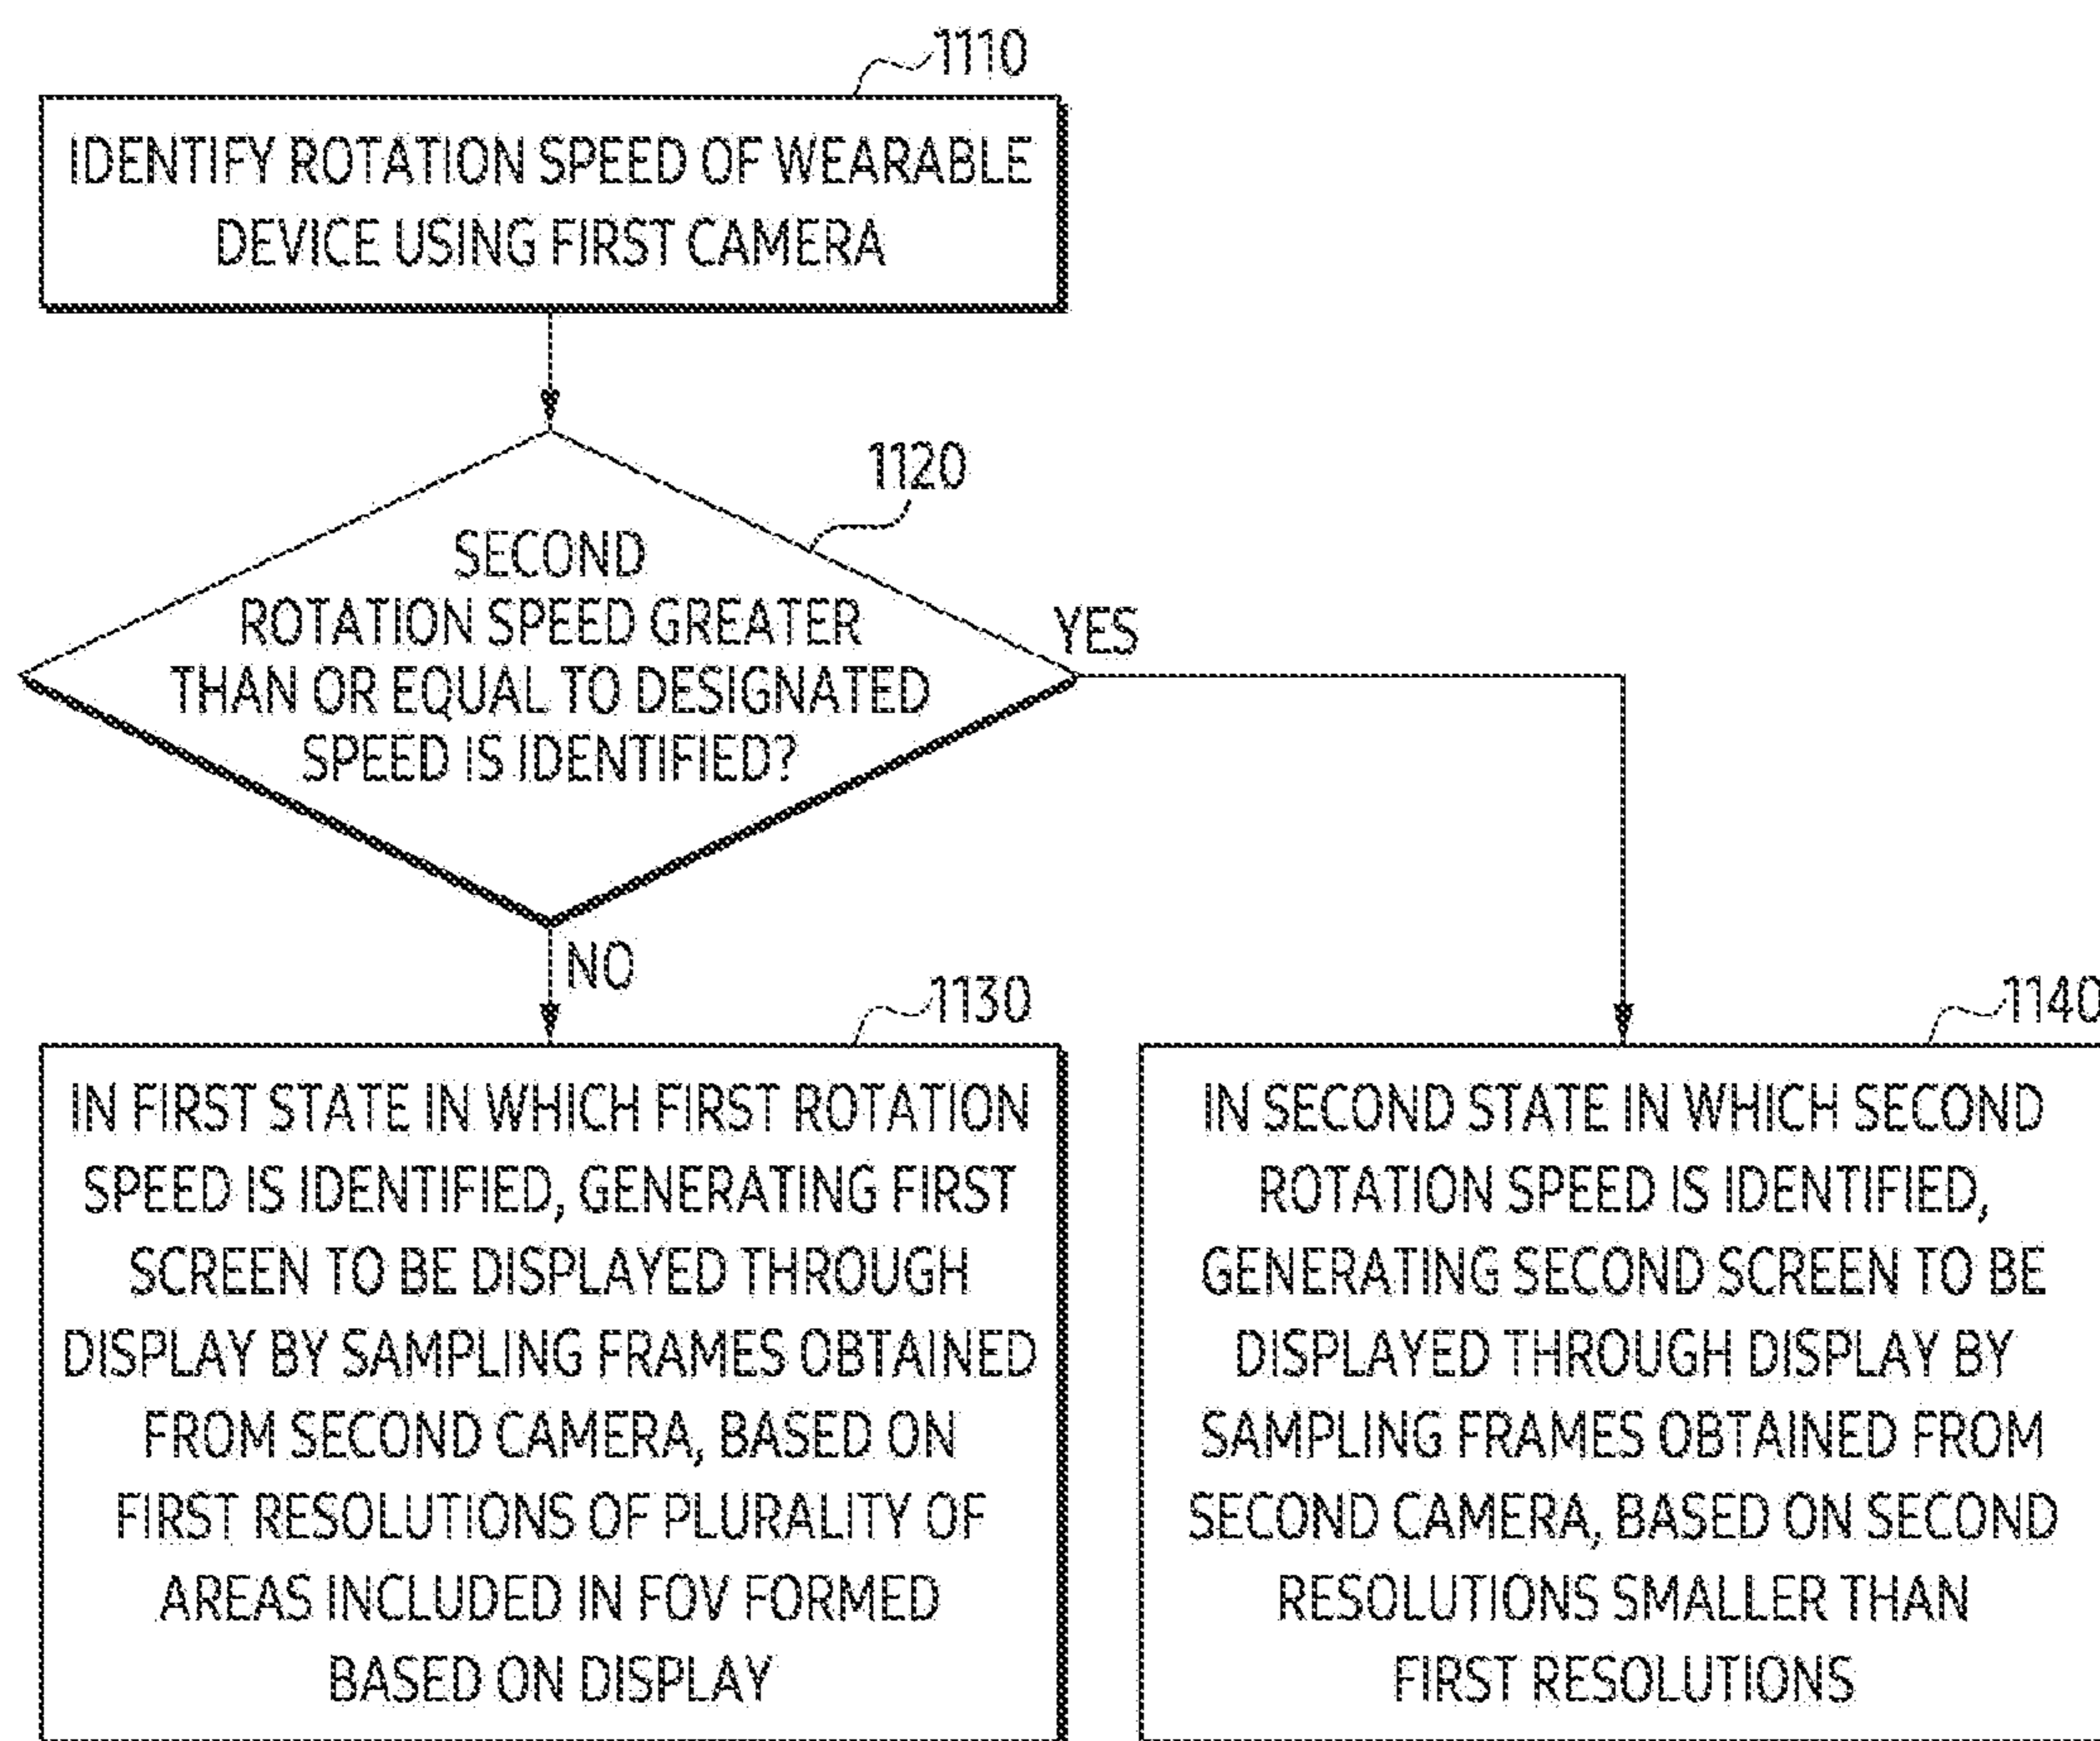 1110
IDENTIFY ROTATION SPEED OF WEARABLE
DEVICE USING FIRST CAMERA
1120
SECOND
ROTATION SPEED GREATER
THAN OR EQUAL TO DESIGNATED
SPEED IS IDENTIFIED?
YES
NO
1130
IN FIRST STATE IN WHICH FIRST ROTATION
SPEED IS IDENTIFIED, GENERATING FIRST
SCREEN TO BE DISPLAYED THROUGH
DISPLAY BY SAMPLING FRAMES OBTAINED
FROM SECOND CAMERA, BASED ON
FIRST RESOLUTIONS OF PLURALITY OF
AREAS INCLUDED IN FOV FORMED
BASED ON DISPLAY
1140
IN SECOND STATE IN WHICH SECOND
ROTATION SPEED IS IDENTIFIED,
GENERATING SECOND SCREEN TO BE
DISPLAYED THROUGH DISPLAY BY
SAMPLING FRAMES OBTAINED FROM
SECOND CAMERA, BASED ON SECOND
RESOLUTIONS SMALLER THAN
FIRST RESOLUTIONS